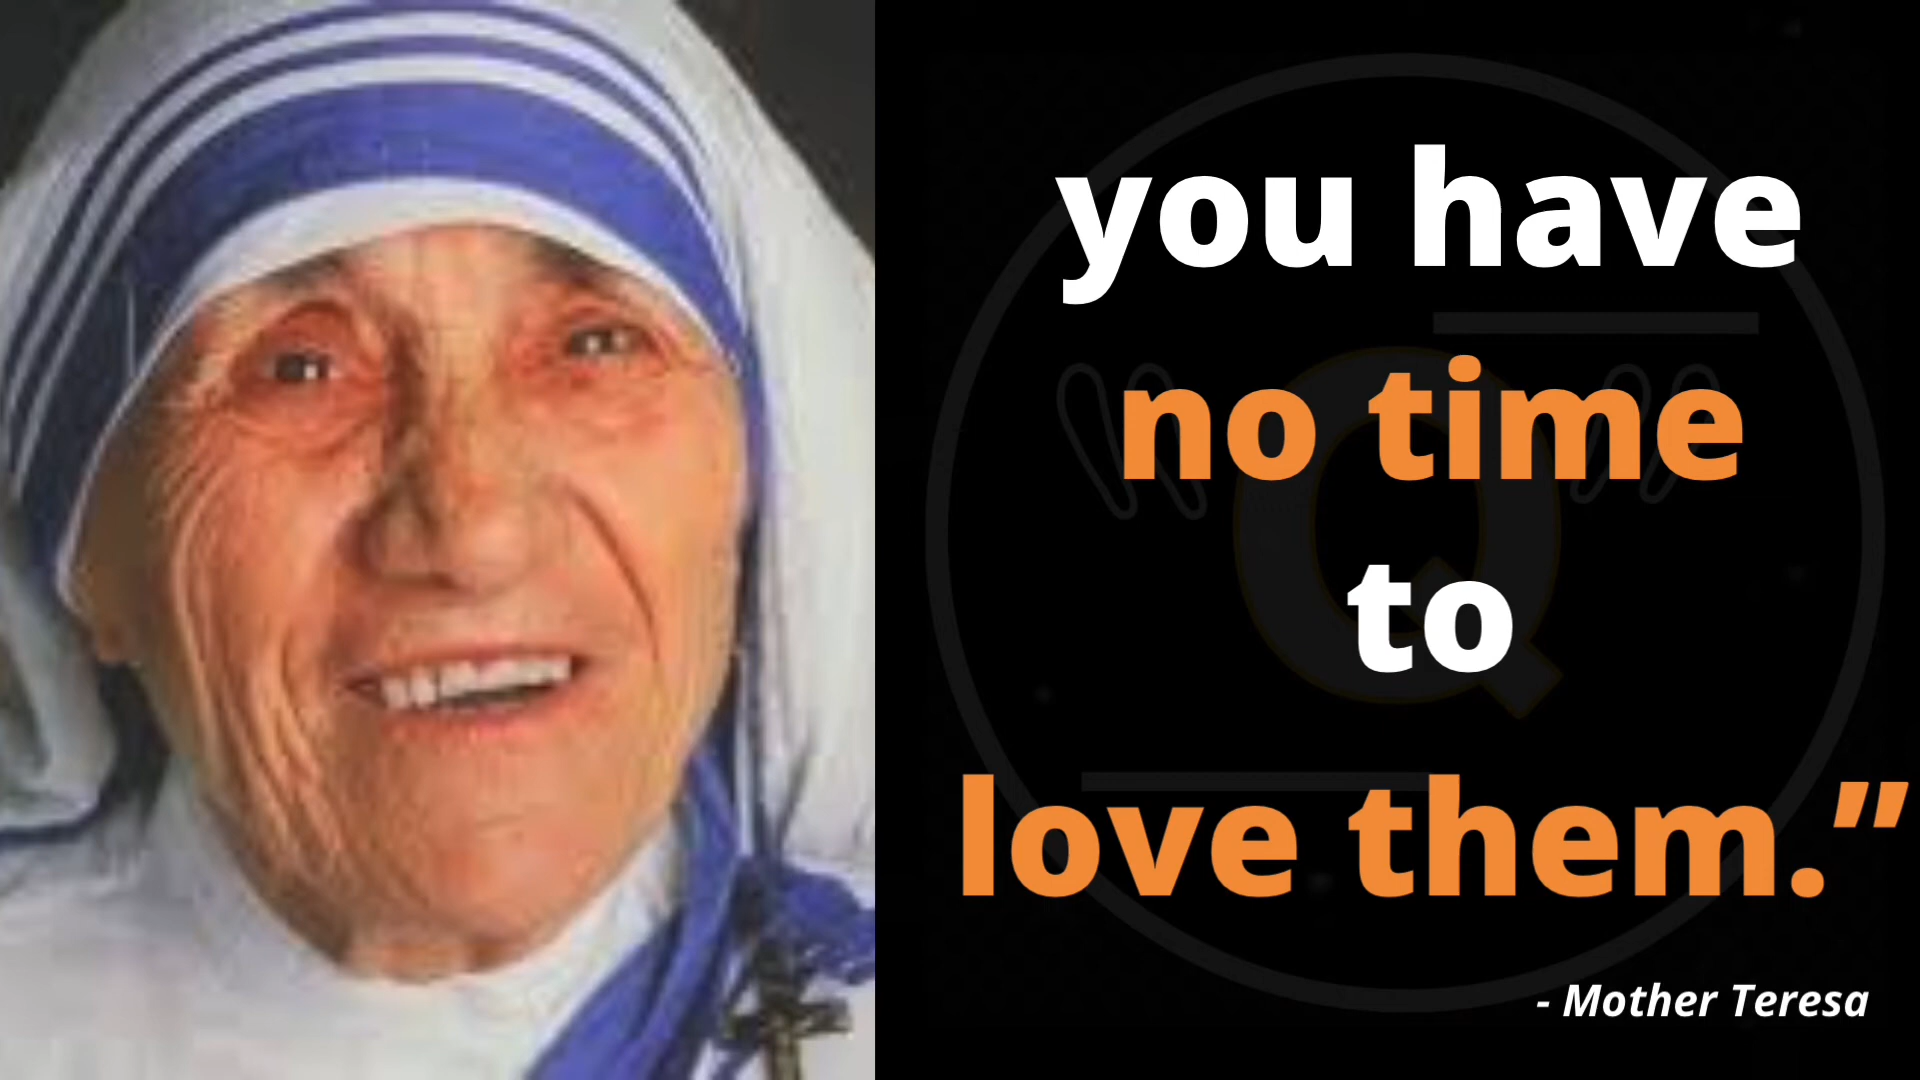 you have
no time
to
love them.”
- Mother Teresa
"Q"